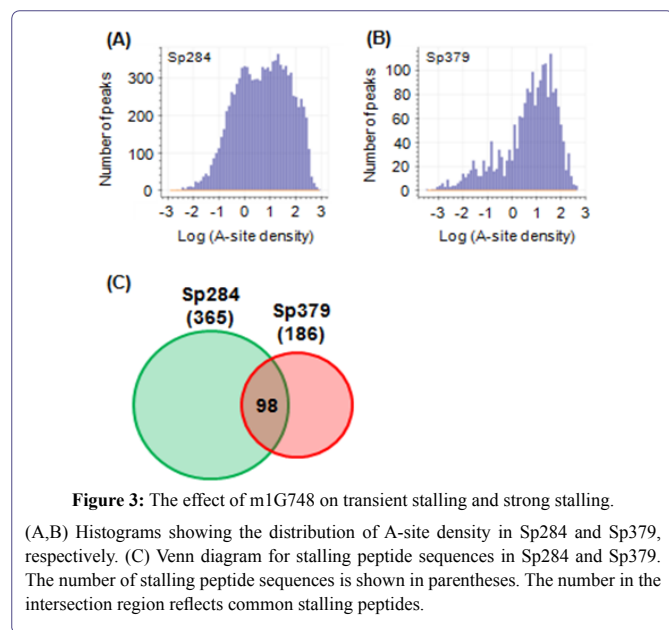 (A)
Sp284
Number of peaks
300
200
100
0
-3 -2 -1 0 1 2 3
Log (A-site density)
(B)
Sp379
Number of peaks
100
80
60
40
20
0
-3 -2 -1 0 1 2 3
Log (A-site density)
(C)
Sp284
(365)
Sp379
(186)
98
Figure 3: The effect of m1G748 on transient stalling and strong stalling.
(A,B) Histograms showing the distribution of A-site density in Sp284 and Sp379,
respectively. (C) Venn diagram for stalling peptide sequences in Sp284 and Sp379.
The number of stalling peptide sequences is shown in parentheses. The number in the
intersection region reflects common stalling peptides.